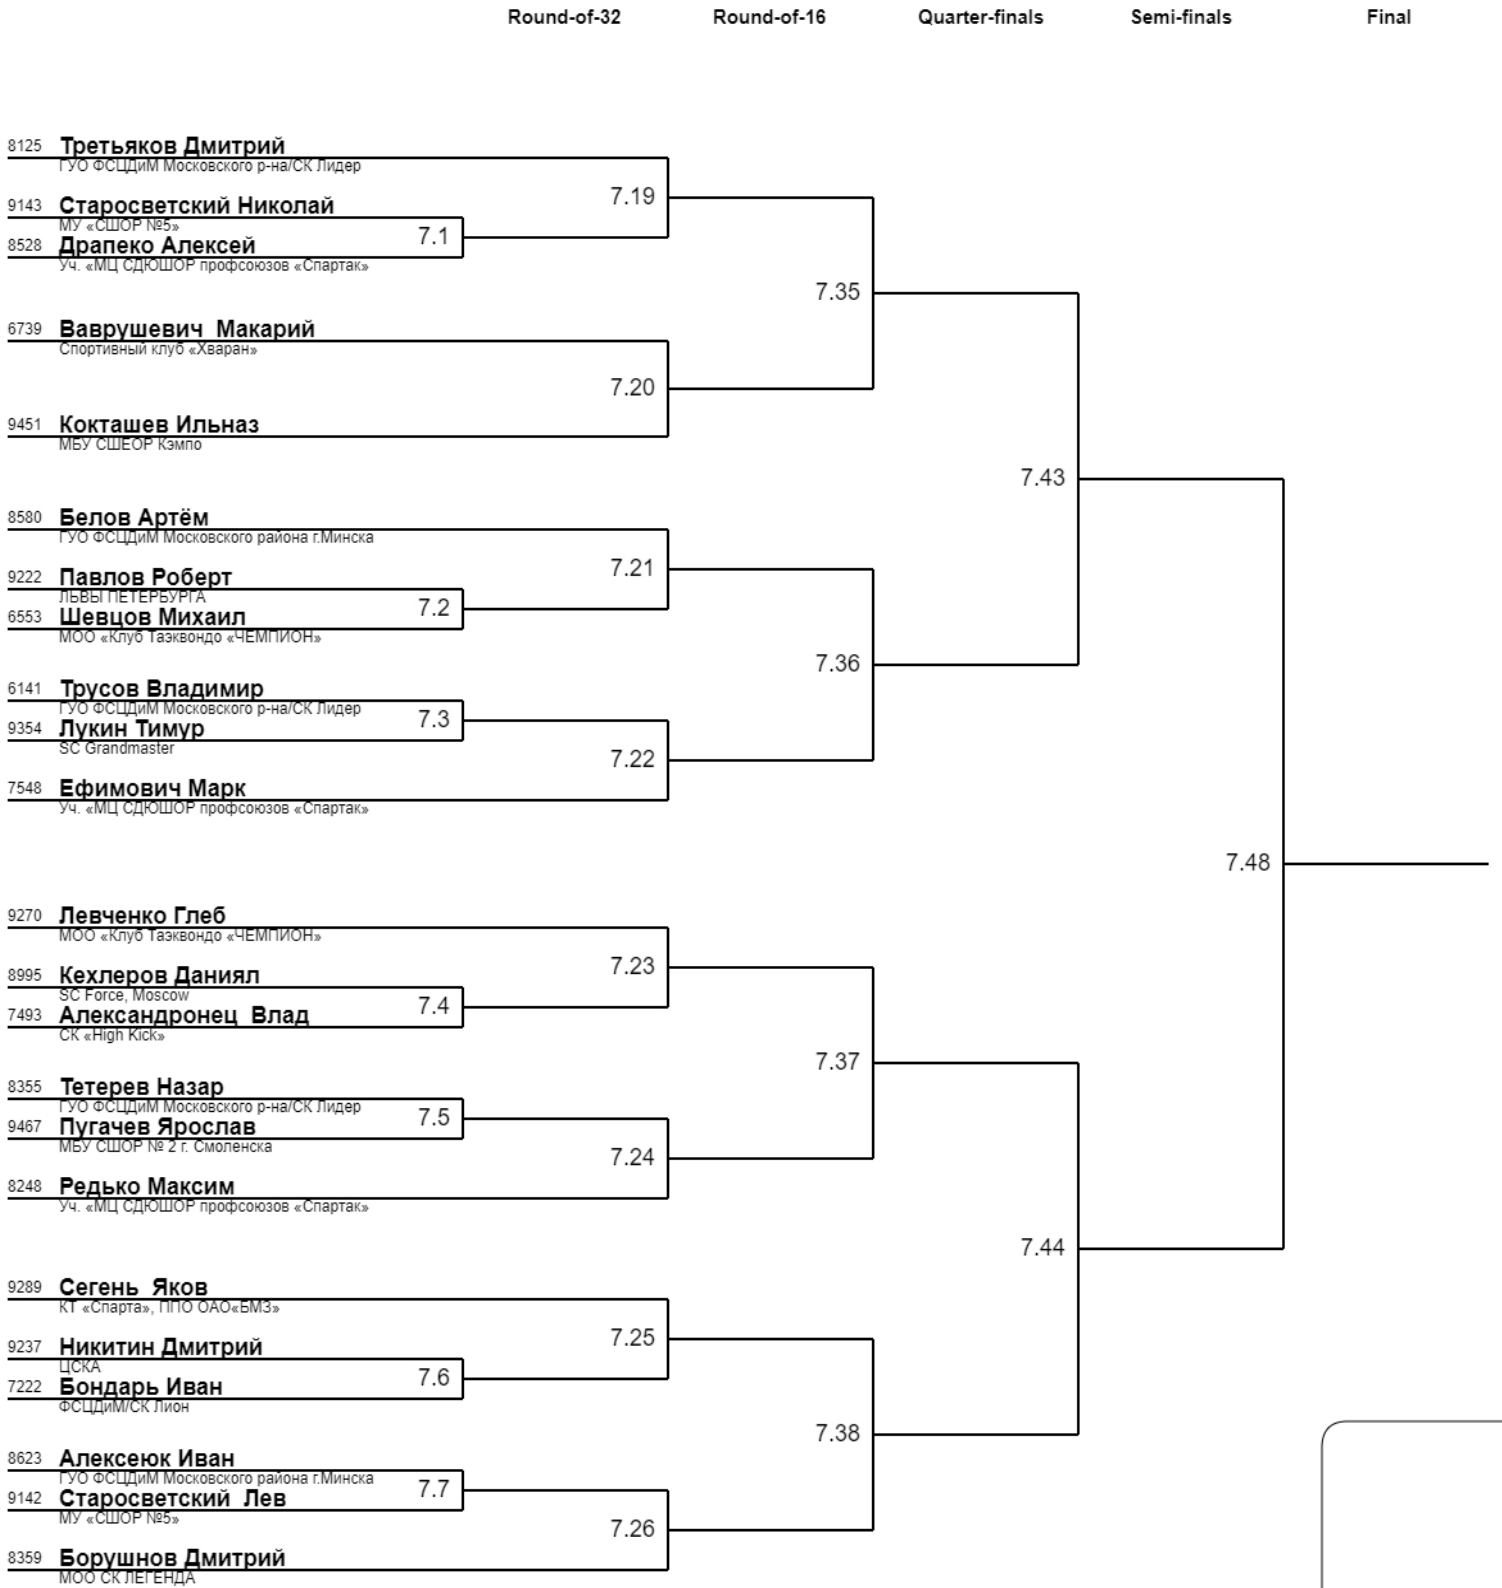 Round-of-32 Round-of-16 Quarter-finals Semi-finals Final
8125 Третьяков Дмитрий
ГУО ФСЦДиМ Московского р-на/СК Лидер
7.19
9143 Старосветский Николай
МУ «СШОР №5»
7.1
8528 Драпеко Алексей
Уч. «МЦ СДЮШОР профсоюзов «Спартак»
7.35
6739 Ваврушевич Макарий
Спортивный клуб «Хваран»
7.20
9451 Кокташев Ильназ
МБУ СШЕОР Кэмпо
7.43
8580 Белов Артём
ГУО ФСЦДиМ Московского района г.Минска
7.21
9222 Павлов Роберт
ЛЬВЫ ПЕТЕРБУРГА
7.2
6553 Шевцов Михаил
МОО «Клуб Таэквондо «ЧЕМПИОН»
7.36
6141 Трусов Владимир
ГУО ФСЦДиМ Московского р-на/СК Лидер
7.3
9354 Лукин Тимур
SC Grandmaster
7.22
7548 Ефимович Марк
Уч. «МЦ СДЮШОР профсоюзов «Спартак»
7.48
9270 Левченко Глеб
МОО «Клуб Таэквондо «ЧЕМПИОН»
7.23
8995 Кехлеров Даниял
SC Force, Moscow
7.4
7493 Александронец Влад
СК «High Kick»
7.37
8355 Тетерев Назар
ГУО ФСЦДиМ Московского р-на/СК Лидер
7.5
9467 Пугачев Ярослав
МБУ СШОР № 2 г. Смоленска
7.24
8248 Редько Максим
Уч. «МЦ СДЮШОР профсоюзов «Спартак»
7.44
9289 Сегень Яков
КТ «Спарта», ППО ОАО«БМЗ»
7.25
9237 Никитин Дмитрий
ЦСКА
7.6
7222 Бондарь Иван
ФСЦДиМ/СК Лион
7.38
8623 Алексеюк Иван
ГУО ФСЦДиМ Московского района г.Минска
7.7
9142 Старосветский Лев
МУ «СШОР №5»
7.26
8359 Борушнов Дмитрий
МОО СК ЛЕГЕНДА